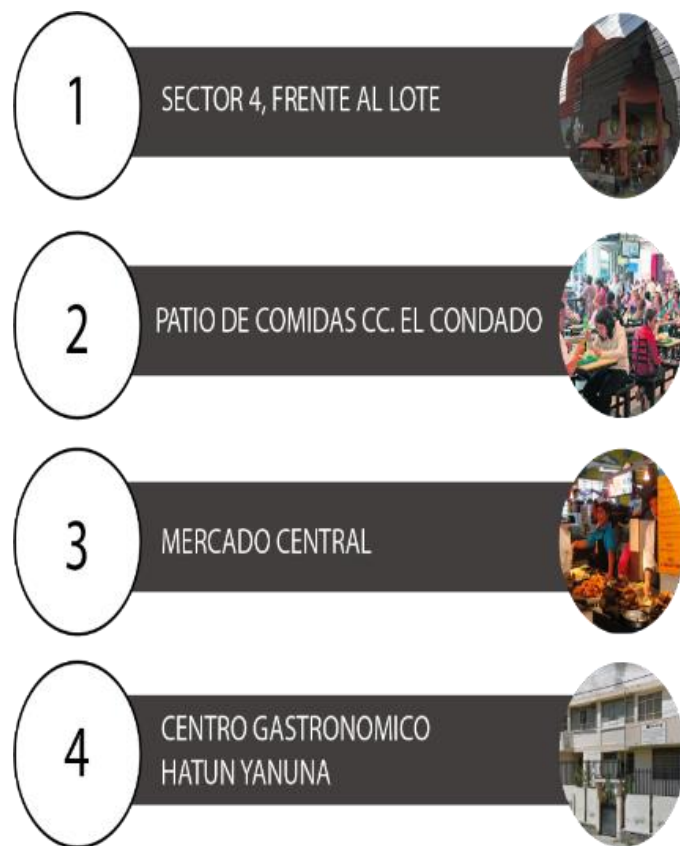 1
SECTOR 4, FRENTE AL LOTE
2
PATIO DE COMIDAS CC. EL CONDADO
3
MERCADO CENTRAL
4
CENTRO GASTRONOMICO
HATUN YANUNA